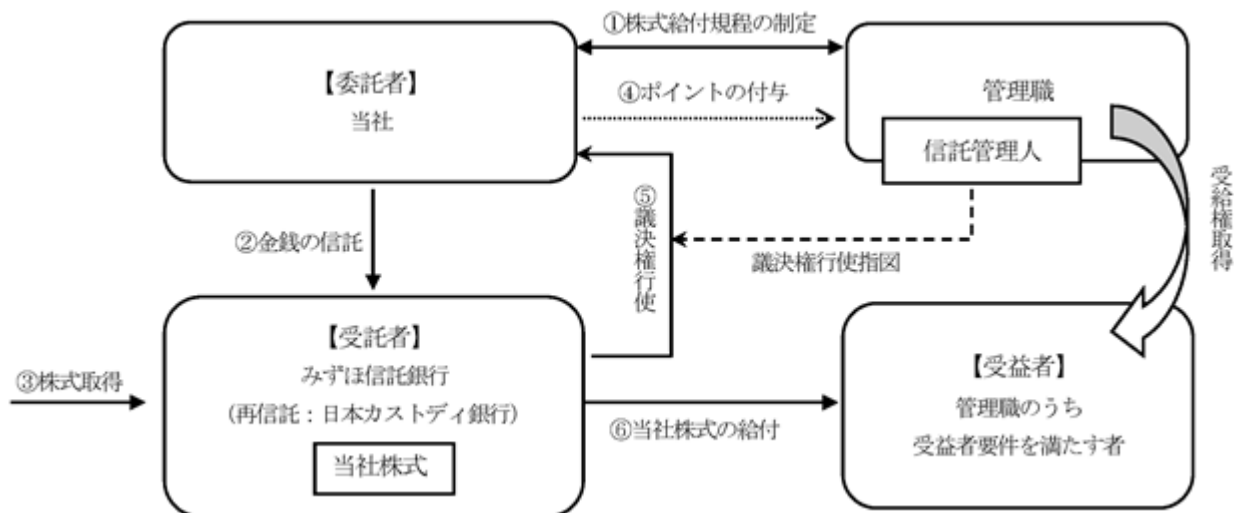 ①株式給付規程の制定
【委託者】
当社
④ポイントの付与
管理職
信託管理人
受給権取得
②金銭の信託
⑤議決権行使
議決権行使指図
③株式取得
【受託者】
みずほ信託銀行
(再信託:日本カストディ銀行)
当社株式
⑥当社株式の給付
【受益者】
管理職のうち
受益者要件を満たす者